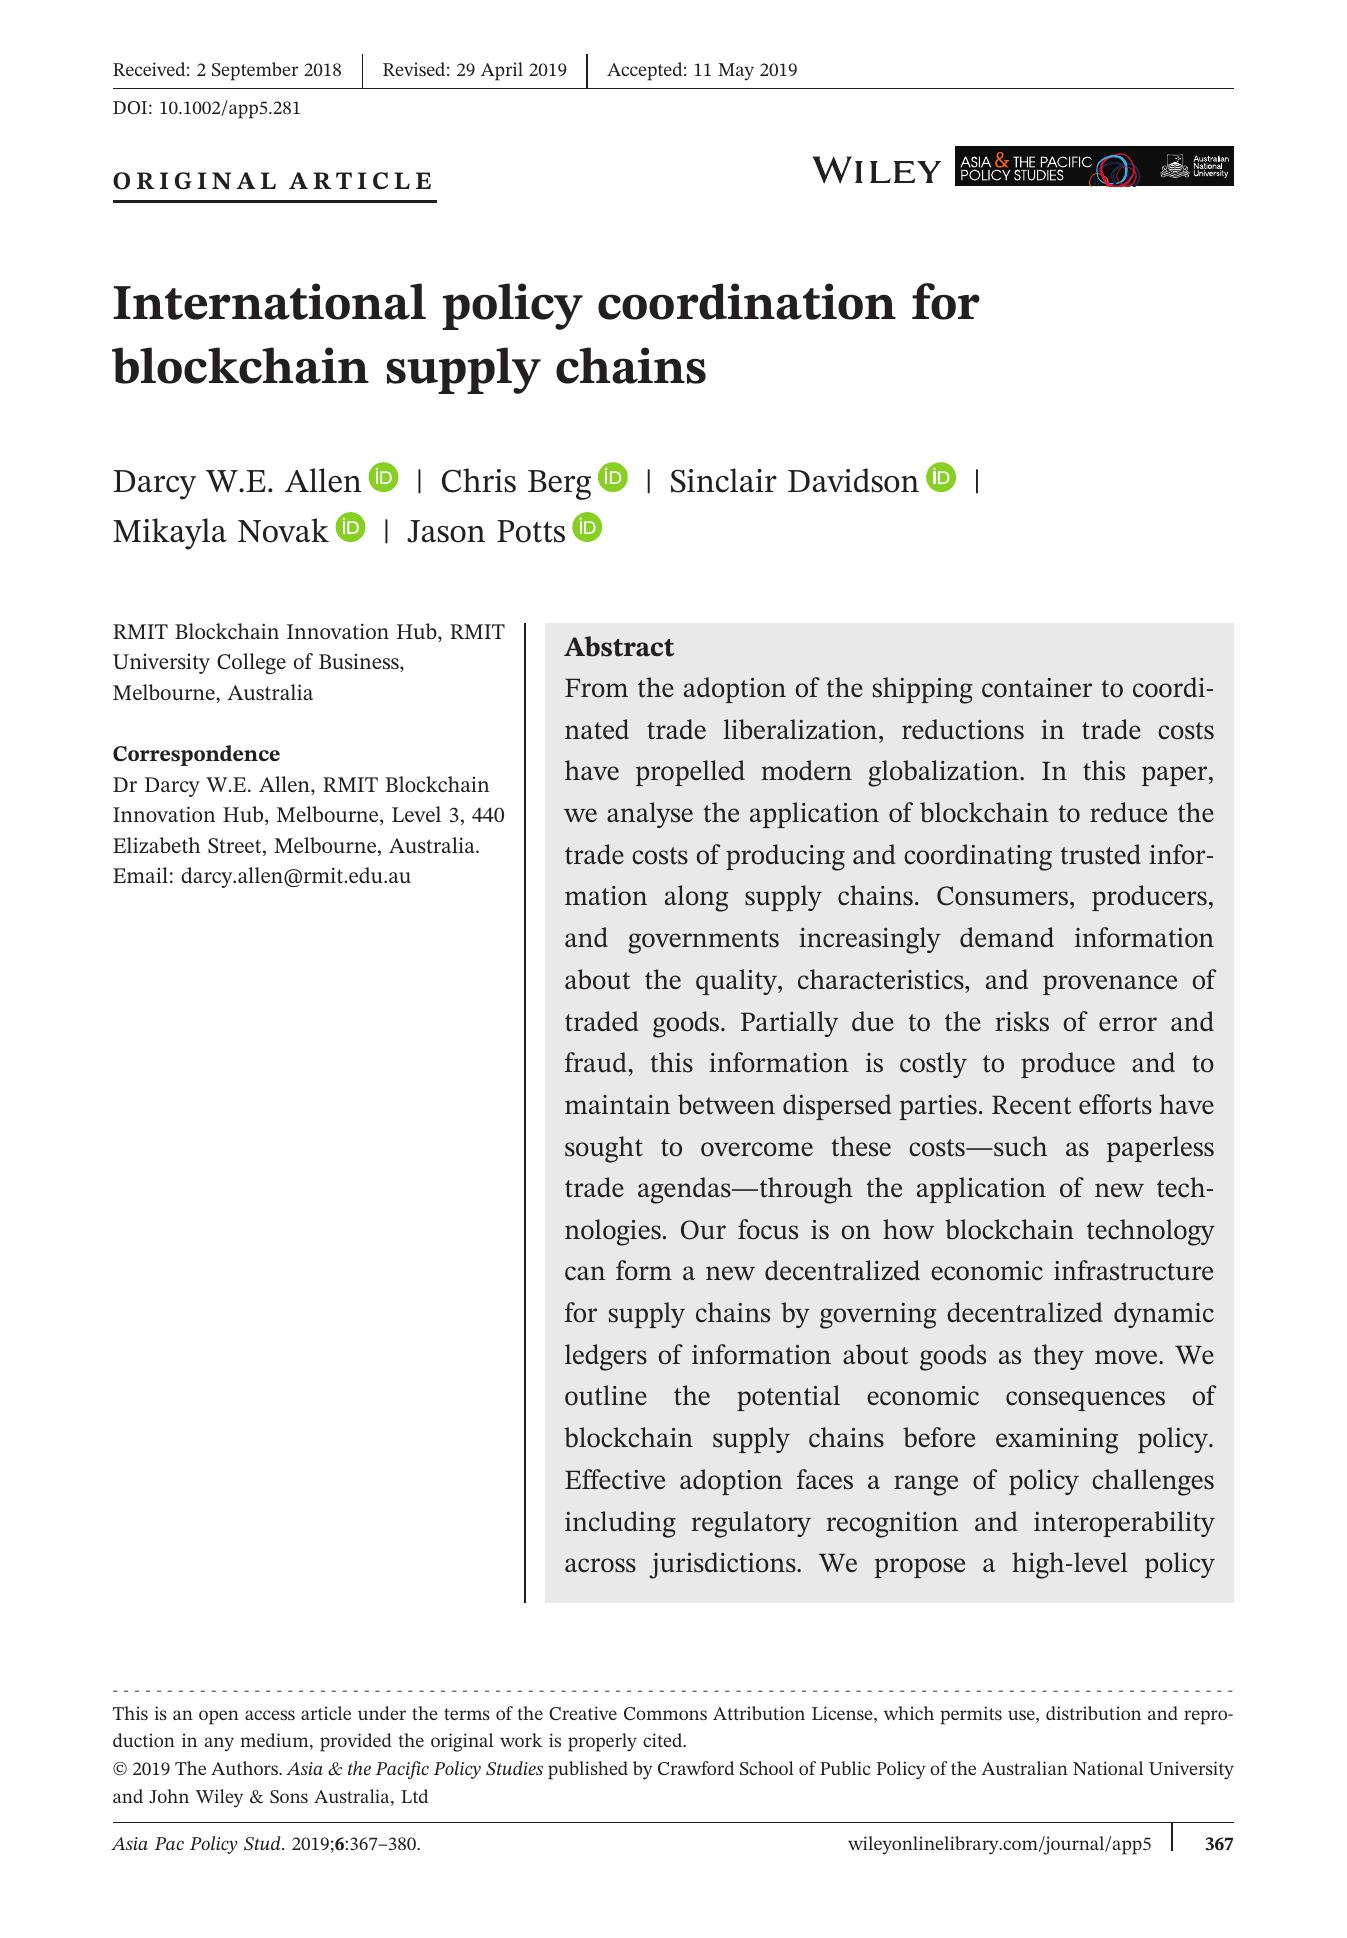 Received: 2 September 2018 | Revised: 29 April 2019 | Accepted: 11 May 2019
DOI: 10.1002/app5.281
ORIGINAL ARTICLE
WILEY
ASIA & THE PACIFIC
POLICY STUDIES
Australian
National
University
International policy coordination for
blockchain supply chains
Darcy W.E. Allen iD | Chris Berg iD | Sinclair Davidson iD |
Mikayla Novak iD | Jason Potts iD
RMIT Blockchain Innovation Hub, RMIT
University College of Business,
Melbourne, Australia
Correspondence
Dr Darcy W.E. Allen, RMIT Blockchain
Innovation Hub, Melbourne, Level 3, 440
Elizabeth Street, Melbourne, Australia.
Email: darcy.allen@rmit.edu.au
Abstract
From the adoption of the shipping container to coordi-
nated trade liberalization, reductions in trade costs
have propelled modern globalization. In this paper,
we analyse the application of blockchain to reduce the
trade costs of producing and coordinating trusted infor-
mation along supply chains. Consumers, producers,
and governments increasingly demand information
about the quality, characteristics, and provenance of
traded goods. Partially due to the risks of error and
fraud, this information is costly to produce and to
maintain between dispersed parties. Recent efforts have
sought to overcome these costs—such as paperless
trade agendas—through the application of new tech-
nologies. Our focus is on how blockchain technology
can form a new decentralized economic infrastructure
for supply chains by governing decentralized dynamic
ledgers of information about goods as they move. We
outline the potential economic consequences of
blockchain supply chains before examining policy.
Effective adoption faces a range of policy challenges
including regulatory recognition and interoperability
across jurisdictions. We propose a high-level policy
This is an open access article under the terms of the Creative Commons Attribution License, which permits use, distribution and repro-
duction in any medium, provided the original work is properly cited.
© 2019 The Authors. Asia & the Pacific Policy Studies published by Crawford School of Public Policy of the Australian National University
and John Wiley & Sons Australia, Ltd
Asia Pac Policy Stud. 2019;6:367–380.
wileyonlinelibrary.com/journal/app5 | 367